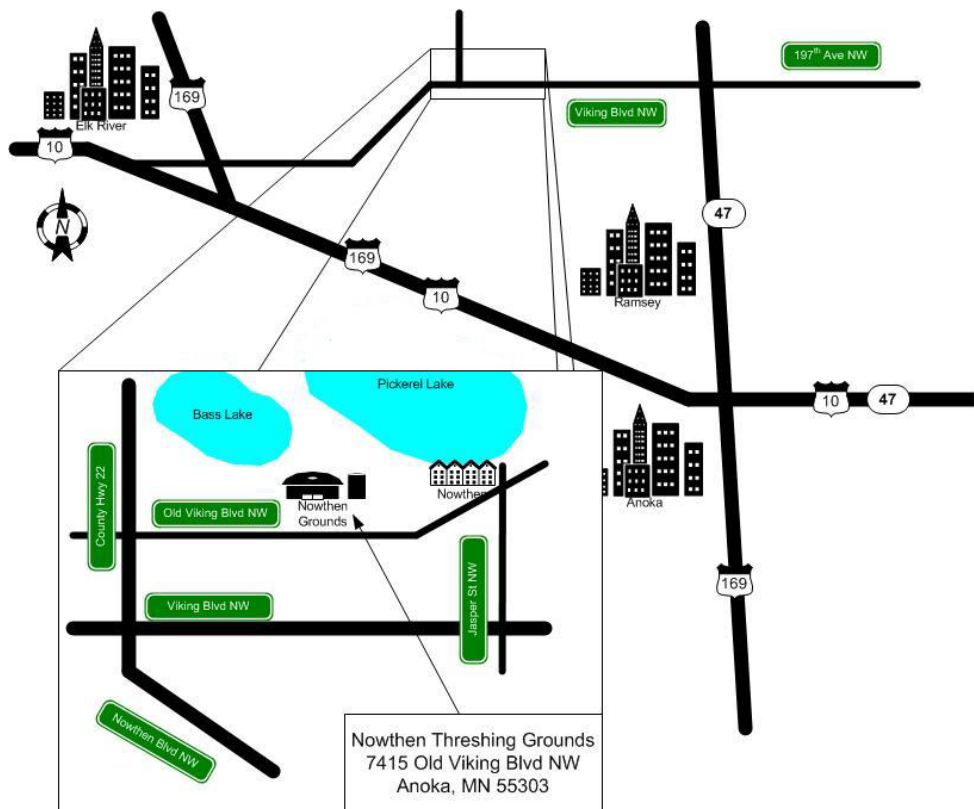 197th Ave NW
169
Viking Blvd NW
Elk River
10
47
N
169
10
Ramsey
Pickerel Lake
Bass Lake
10
47
County Hwy 22
Nowthen
Nowthen
Grounds
Anoka
Old Viking Blvd NW
Jasper St NW
169
Viking Blvd NW
Nowthen Blvd NW
Nowthen Threshing Grounds
7415 Old Viking Blvd NW
Anoka, MN 55303